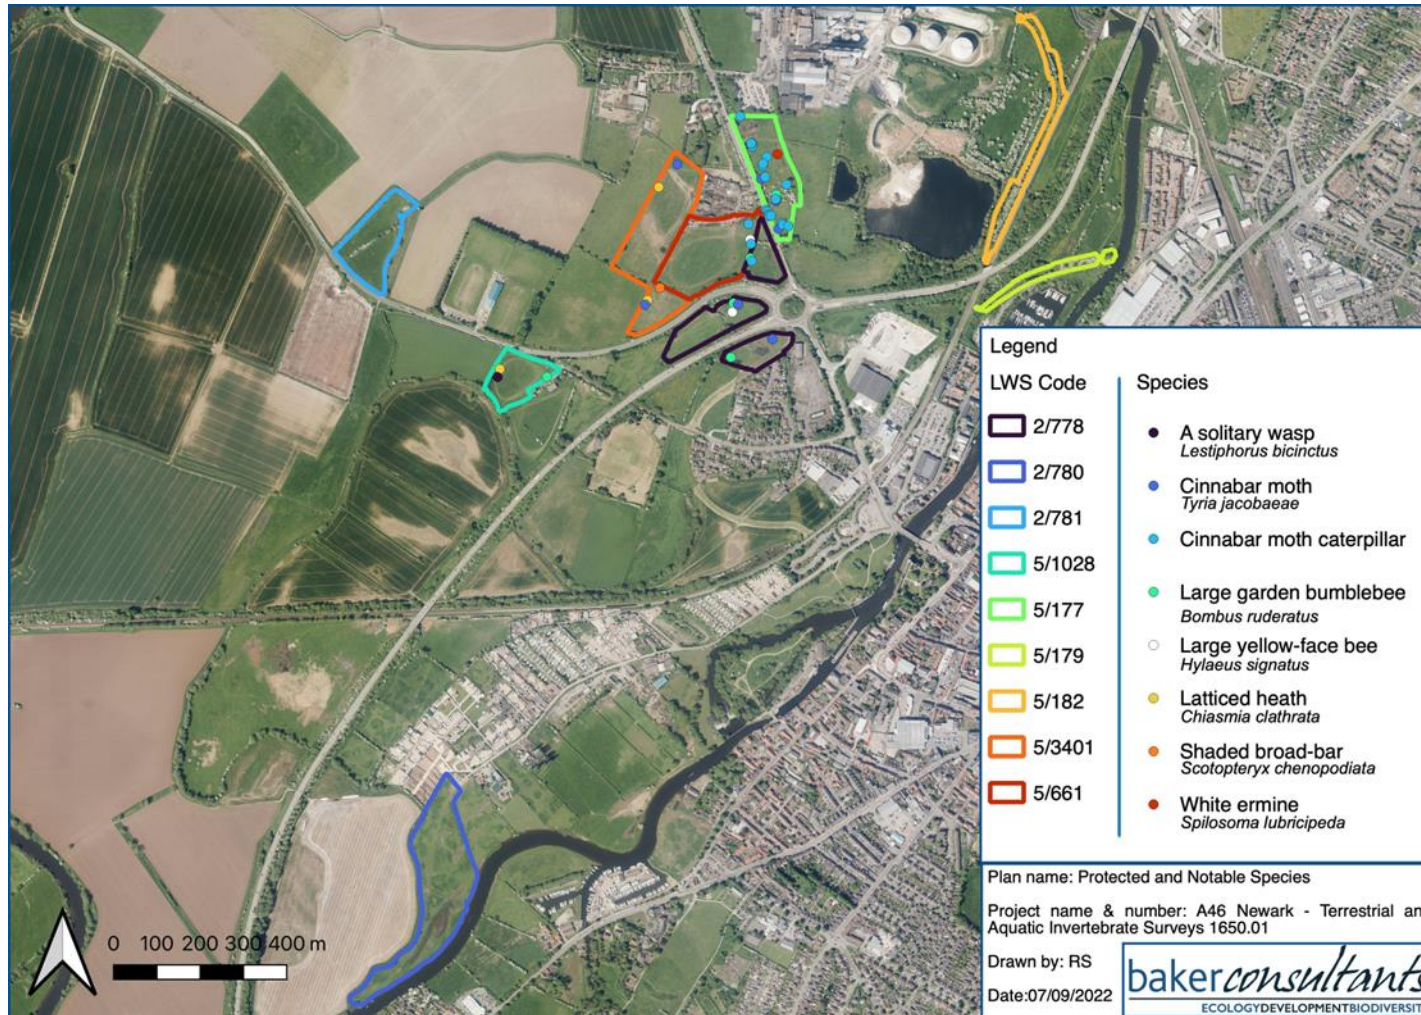 Legend
LWS Code
2/778
2/780
2/781
5/1028
5/177
5/179
5/182
5/3401
5/661
Species
A solitary wasp
Lestiphorus bicinctus
Cinnabar moth
Tyria jacobaeae
Cinnabar moth caterpillar
Large garden bumblebee
Bombus ruderatus
Large yellow-face bee
Hylaeus signatus
Latticed heath
Chiasmia clathrata
Shaded broad-bar
Scotopteryx chenopodiata
White ermine
Spilosoma lubricipeda
0 100 200 300 400 m
Plan name: Protected and Notable Species
Project name & number: A46 Newark - Terrestrial an
Aquatic Invertebrate Surveys 1650.01
Drawn by: RS
Date:07/09/2022
bakerconsultants
ECOLOGYDEVELOPMENTBIODIVERSIT